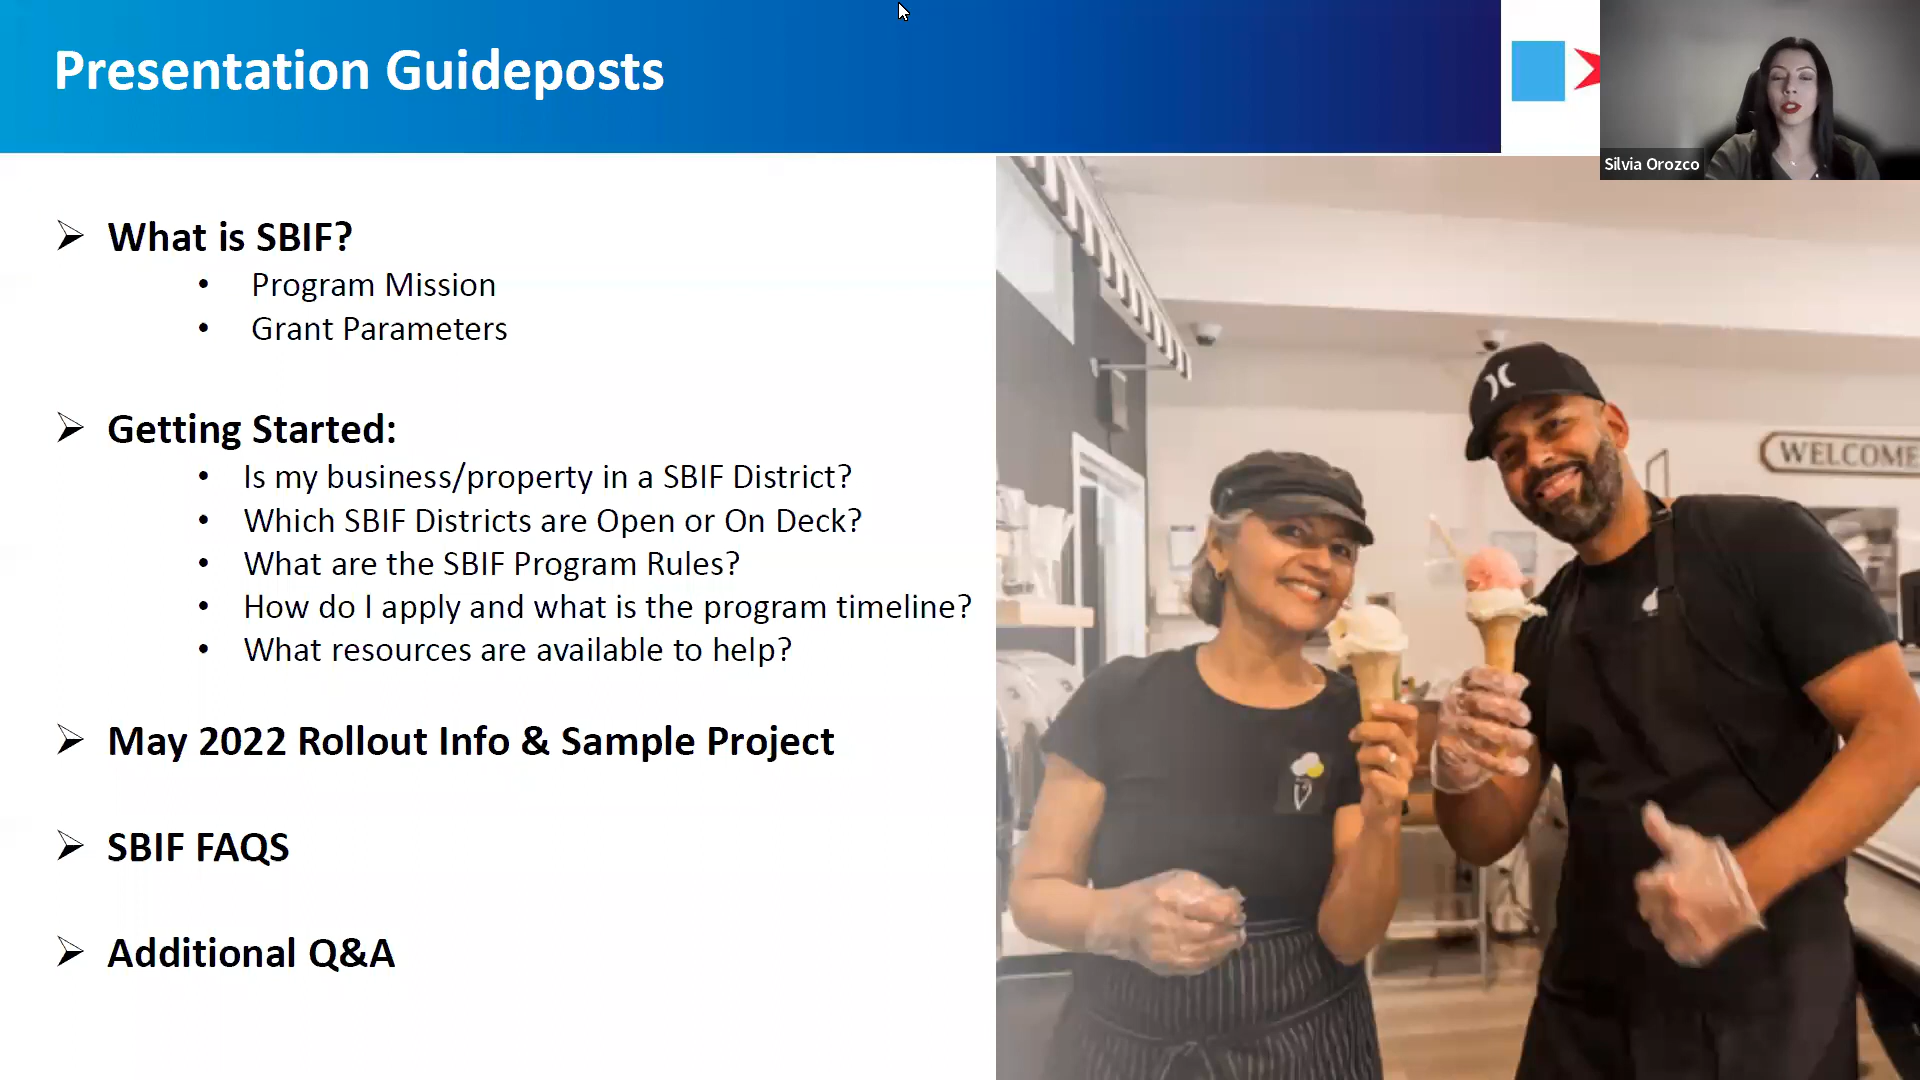 Presentation Guideposts
Silvia Orozco
What is SBIF?
Program Mission
Grant Parameters
Getting Started:
Is my business/property in a SBIF District?
Which SBIF Districts are Open or On Deck?
What are the SBIF Program Rules?
How do I apply and what is the program timeline?
What resources are available to help?
May 2022 Rollout Info & Sample Project
SBIF FAQS
Additional Q&A
WELCOME